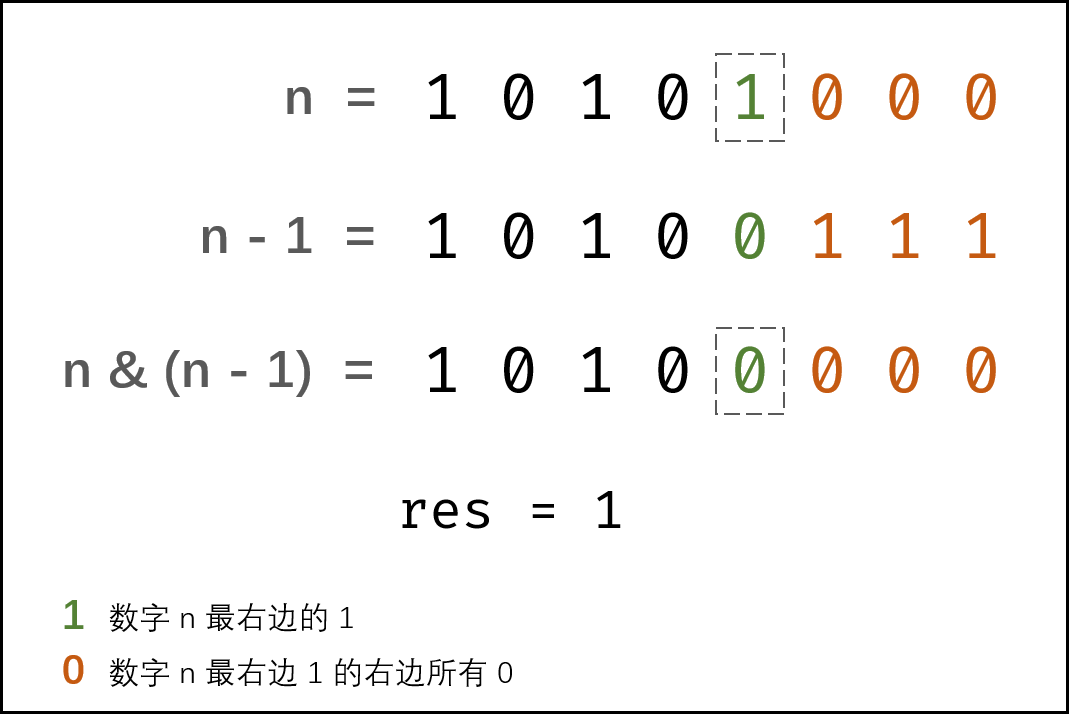 n = 1 0 1 0 1 0 0 0
n - 1 = 1 0 1 0 0 1 1 1
n & (n - 1) = 1 0 1 0 0 0 0 0
res = 1
1 数字 n 最右边的 1
0 数字 n 最右边 1 的右边所有 0